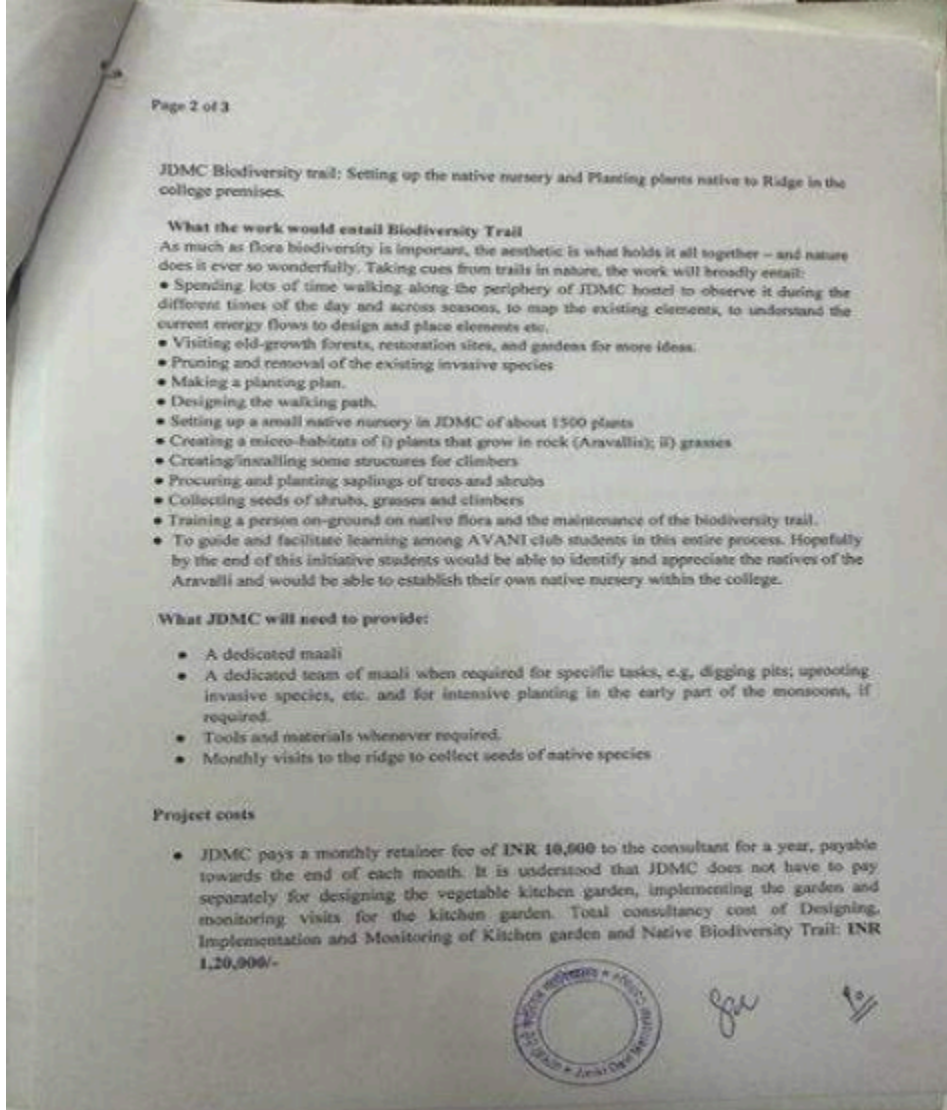 Page 2 of 3
JDMC Biodiversity trail: Setting up the native nursery and Planting plants native to Ridge in the
college premises.
What the work would entail Biodiversity Trail
As much as flora biodiversity is important, the aesthetic is what holds it all together – and nature
does it ever so wonderfully. Taking cues from trails in nature, the work will broadly entail:
• Spending lots of time walking along the periphery of JDMC hostel to observe it during the
different times of the day and across seasons, to map the existing elements, to understand the
current energy flows to design and place elements etc.
• Visiting old-growth forests, restoration sites, and gardens for more ideas.
• Pruning and removal of the existing invasive species
• Making a planting plan.
• Designing the walking path.
• Setting up a small native nursery in JDMC of about 1500 plants
• Creating a micro-habitats of i) plants that grow in rock (Aravallis); ii) grasses
• Creating/installing some structures for climbers
• Procuring and planting saplings of trees and shrubs
• Collecting seeds of shrubs, grasses and climbers
• Training a person on-ground on native flora and the maintenance of the biodiversity trail.
• To guide and facilitate learning among AVANI club students in this entire process. Hopefully
by the end of this initiative students would be able to identify and appreciate the natives of the
Aravalli and would be able to establish their own native nursery within the college.
What JDMC will need to provide:
• A dedicated maali
• A dedicated team of maali when required for specific tasks, e.g, digging pits; uprooting
invasive species, etc. and for intensive planting in the early part of the monsoons, if
required.
• Tools and materials whenever required.
• Monthly visits to the ridge to collect seeds of native species
Project costs
• JDMC pays a monthly retainer fee of INR 10,000 to the consultant for a year, payable
towards the end of each month. It is understood that JDMC does not have to pay
separately for designing the vegetable kitchen garden, implementing the garden and
monitoring visits for the kitchen garden. Total consultancy cost of Designing,
Implementation and Monitoring of Kitchen garden and Native Biodiversity Trail: INR
1,20,000/-
Janki Devi